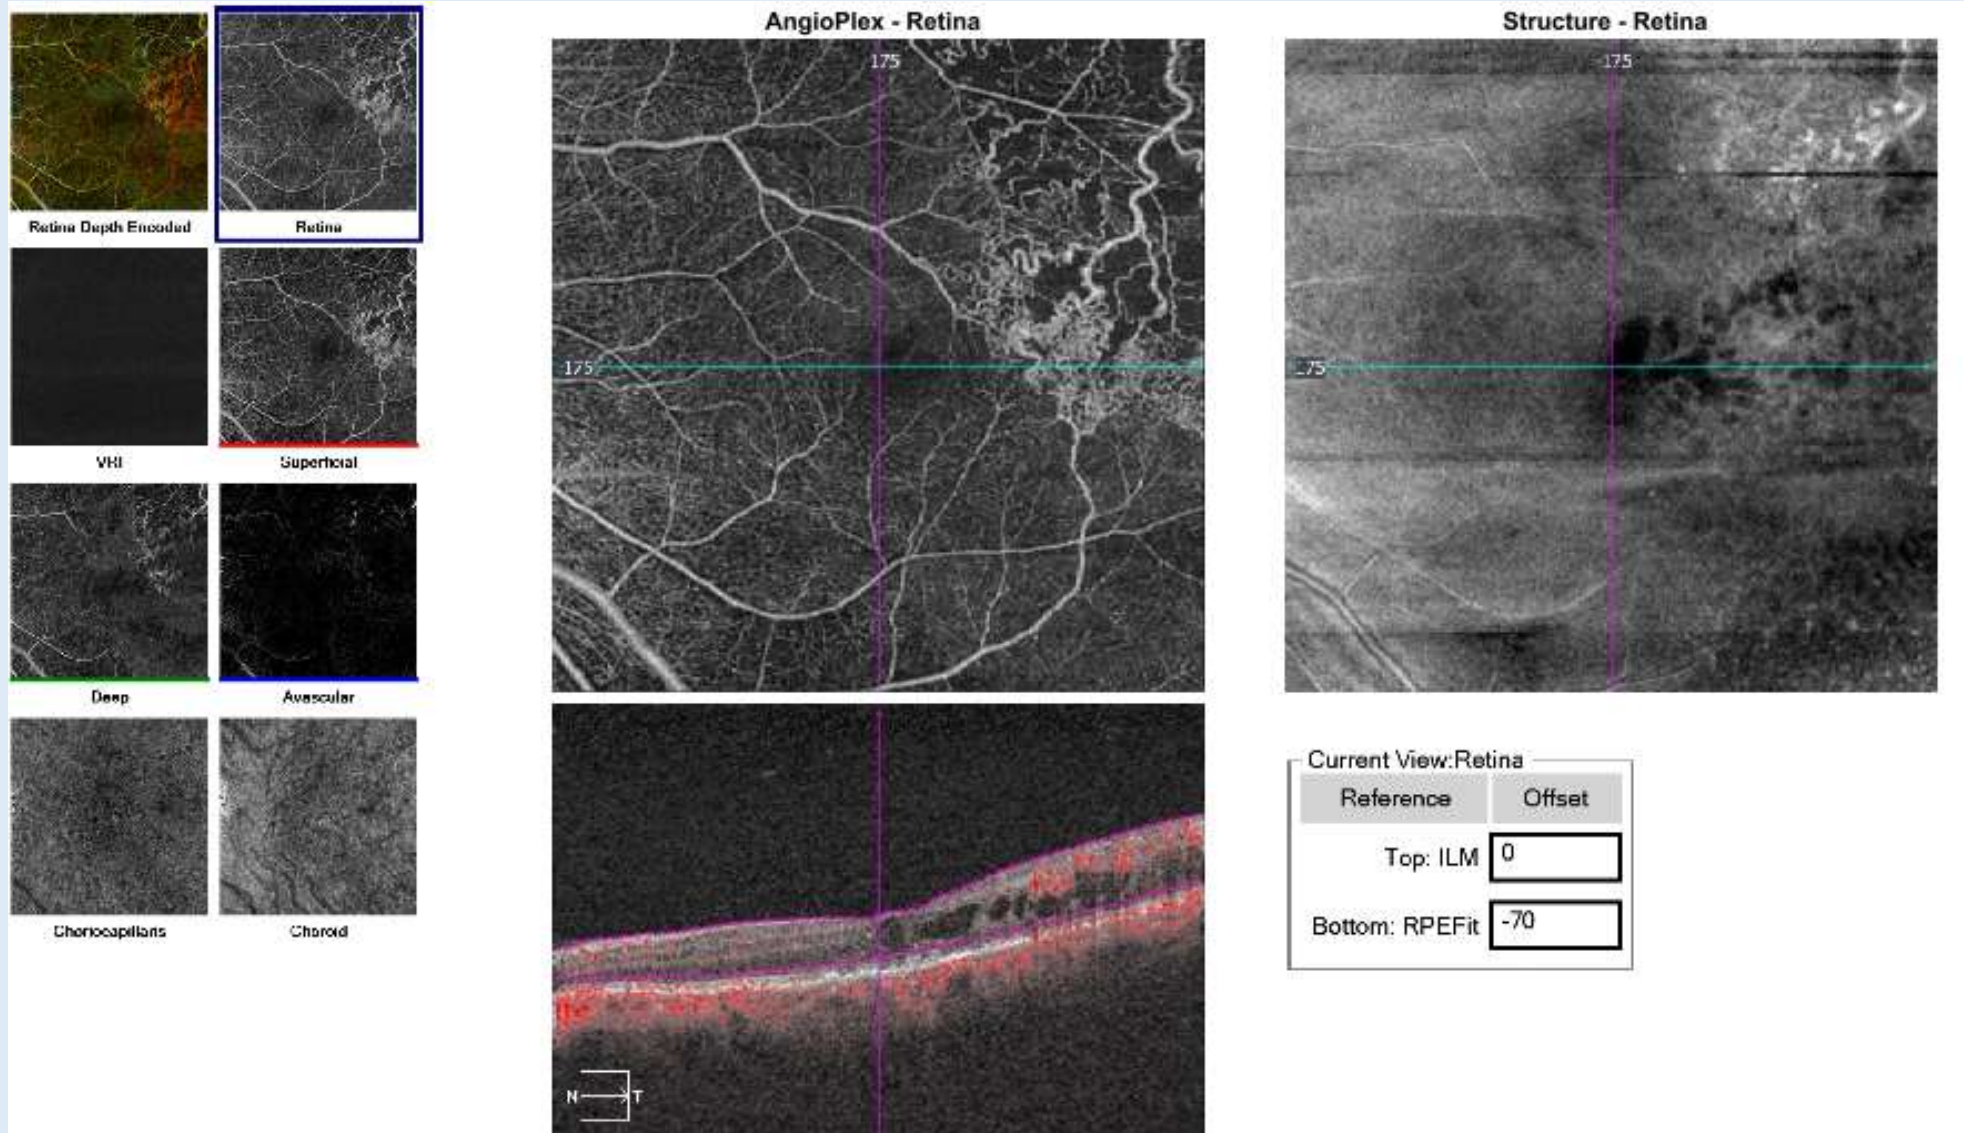 AngioPlex - Retina
Structure - Retina
Retina Depth Encoded
Retina
VRI
Superficial
Deep
Avascular
Choriocapillaris
Choroid
175
175
175
175
N T
Current View:Retina
Reference Offset
Top: ILM 0
Bottom: RPEFit -70